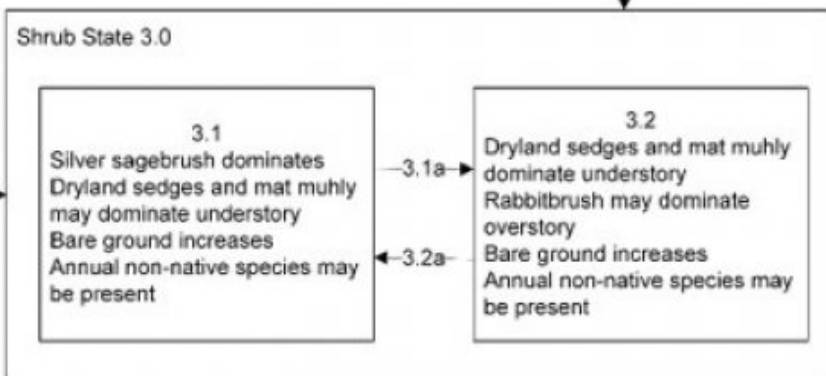 Shrub State 3.0
3.1
Silver sagebrush dominates
Dryland sedges and mat muhly
may dominate understory
Bare ground increases
Annual non-native species may
be present
3.1a
3.2a
3.2
Dryland sedges and mat muhly
dominate understory
Rabbitbrush may dominate
overstory
Bare ground increases
Annual non-native species may
be present